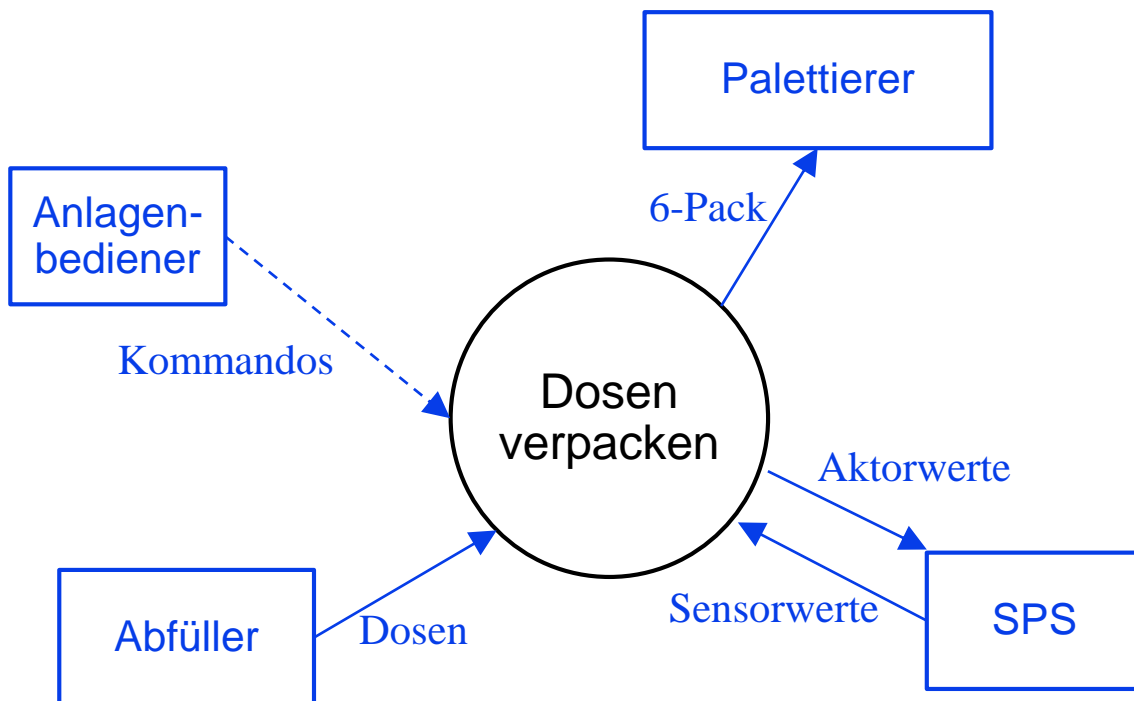 Palettierer
6-Pack
Anlagen-
bediener
Kommandos
Dosen
verpacken
Aktorwerte
Sensorwerte
SPS
Abfüller
Dosen